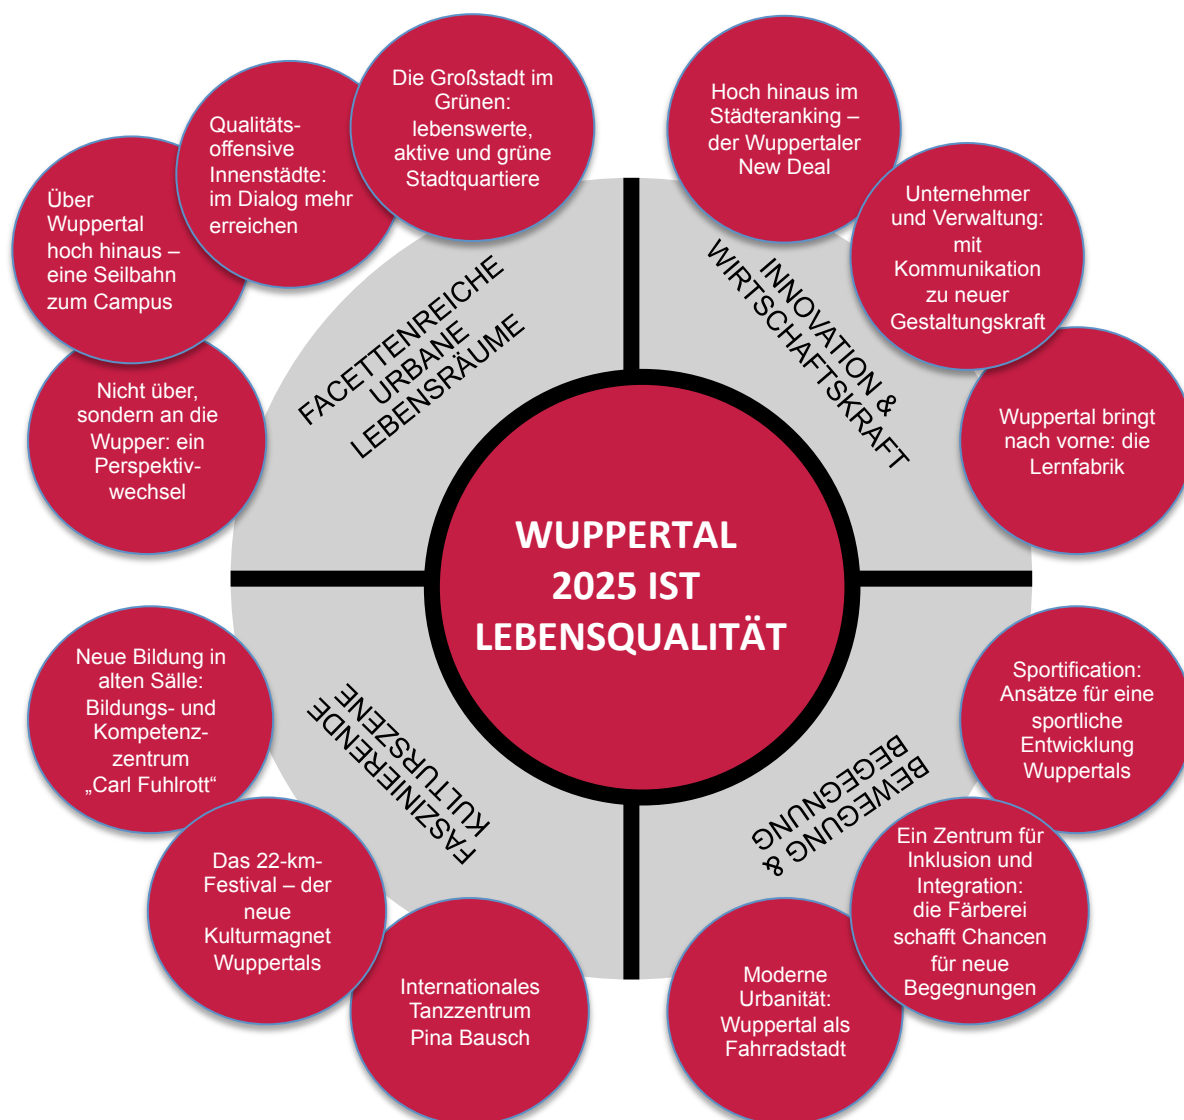 Die Großstadt im
Grünen:
lebenswerte,
aktive und grüne
Stadtquartiere
Qualitäts-
offensive
Innenstädte:
im Dialog mehr
erreichen
Über
Wuppertal
hoch hinaus –
eine Seilbahn
zum Campus
Nicht über,
sondern an die
Wupper: ein
Perspektiv-
wechsel
FACETTENREICHE
URBANE
LEBENSRÄUME
Hoch hinaus im
Städteranking –
der Wuppertaler
New Deal
Unternehmer
und Verwaltung:
mit
Kommunikation
zu neuer
Gestaltungskraft
Wuppertal bringt
nach vorne: die
Lernfabrik
INNOVATION &
WIRTSCHAFTSKRAFT
WUPPERTAL
2025 IST
LEBENSQUALITÄT
Neue Bildung in
alten Sälle:
Bildungs- und
Kompetenz-
zentrum
„Carl Fuhlrott“
Das 22-km-
Festival – der
neue
Kulturmagnet
Wuppertals
Internationales
Tanzzentrum
Pina Bausch
FASZINIERENDE
KULTURSZENE
Sportification:
Ansätze für eine
sportliche
Entwicklung
Wuppertals
Ein Zentrum für
Inklusion und
Integration:
die Färberei
schafft Chancen
für neue
Begegnungen
Moderne
Urbanität:
Wuppertal als
Fahrradstadt
BEWEGUNG &
BEGEGNUNG